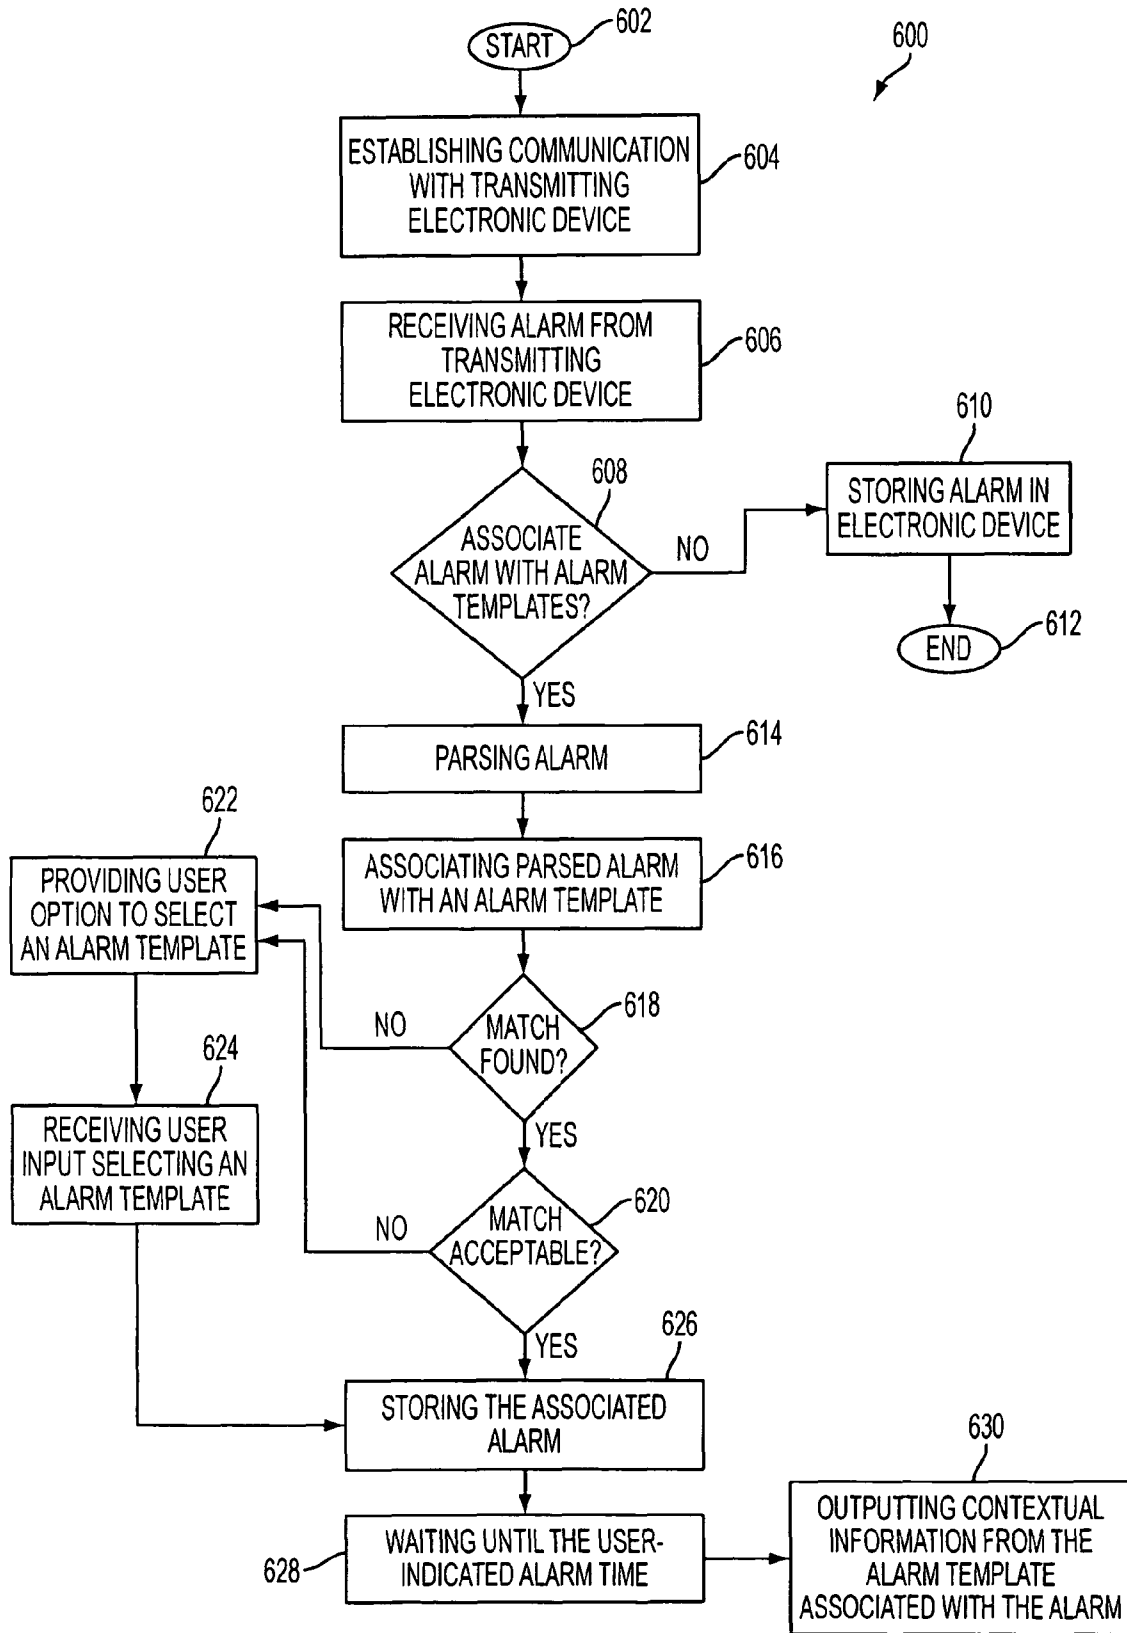 602
START
600
ESTABLISHING COMMUNICATION
WITH TRANSMITTING
ELECTRONIC DEVICE
604
RECEIVING ALARM FROM
TRANSMITTING
ELECTRONIC DEVICE
606
608
ASSOCIATE
ALARM WITH ALARM
TEMPLATES?
NO
610
STORING ALARM IN
ELECTRONIC DEVICE
END
612
YES
PARSING ALARM
614
ASSOCIATING PARSED ALARM
WITH AN ALARM TEMPLATE
616
622
PROVIDING USER
OPTION TO SELECT
AN ALARM TEMPLATE
618
MATCH
FOUND?
NO
YES
624
RECEIVING USER
INPUT SELECTING AN
ALARM TEMPLATE
620
MATCH
ACCEPTABLE?
NO
YES
626
STORING THE ASSOCIATED
ALARM
628
WAITING UNTIL THE USER-
INDICATED ALARM TIME
630
OUTPUTTING CONTEXTUAL
INFORMATION FROM THE
ALARM TEMPLATE
ASSOCIATED WITH THE ALARM